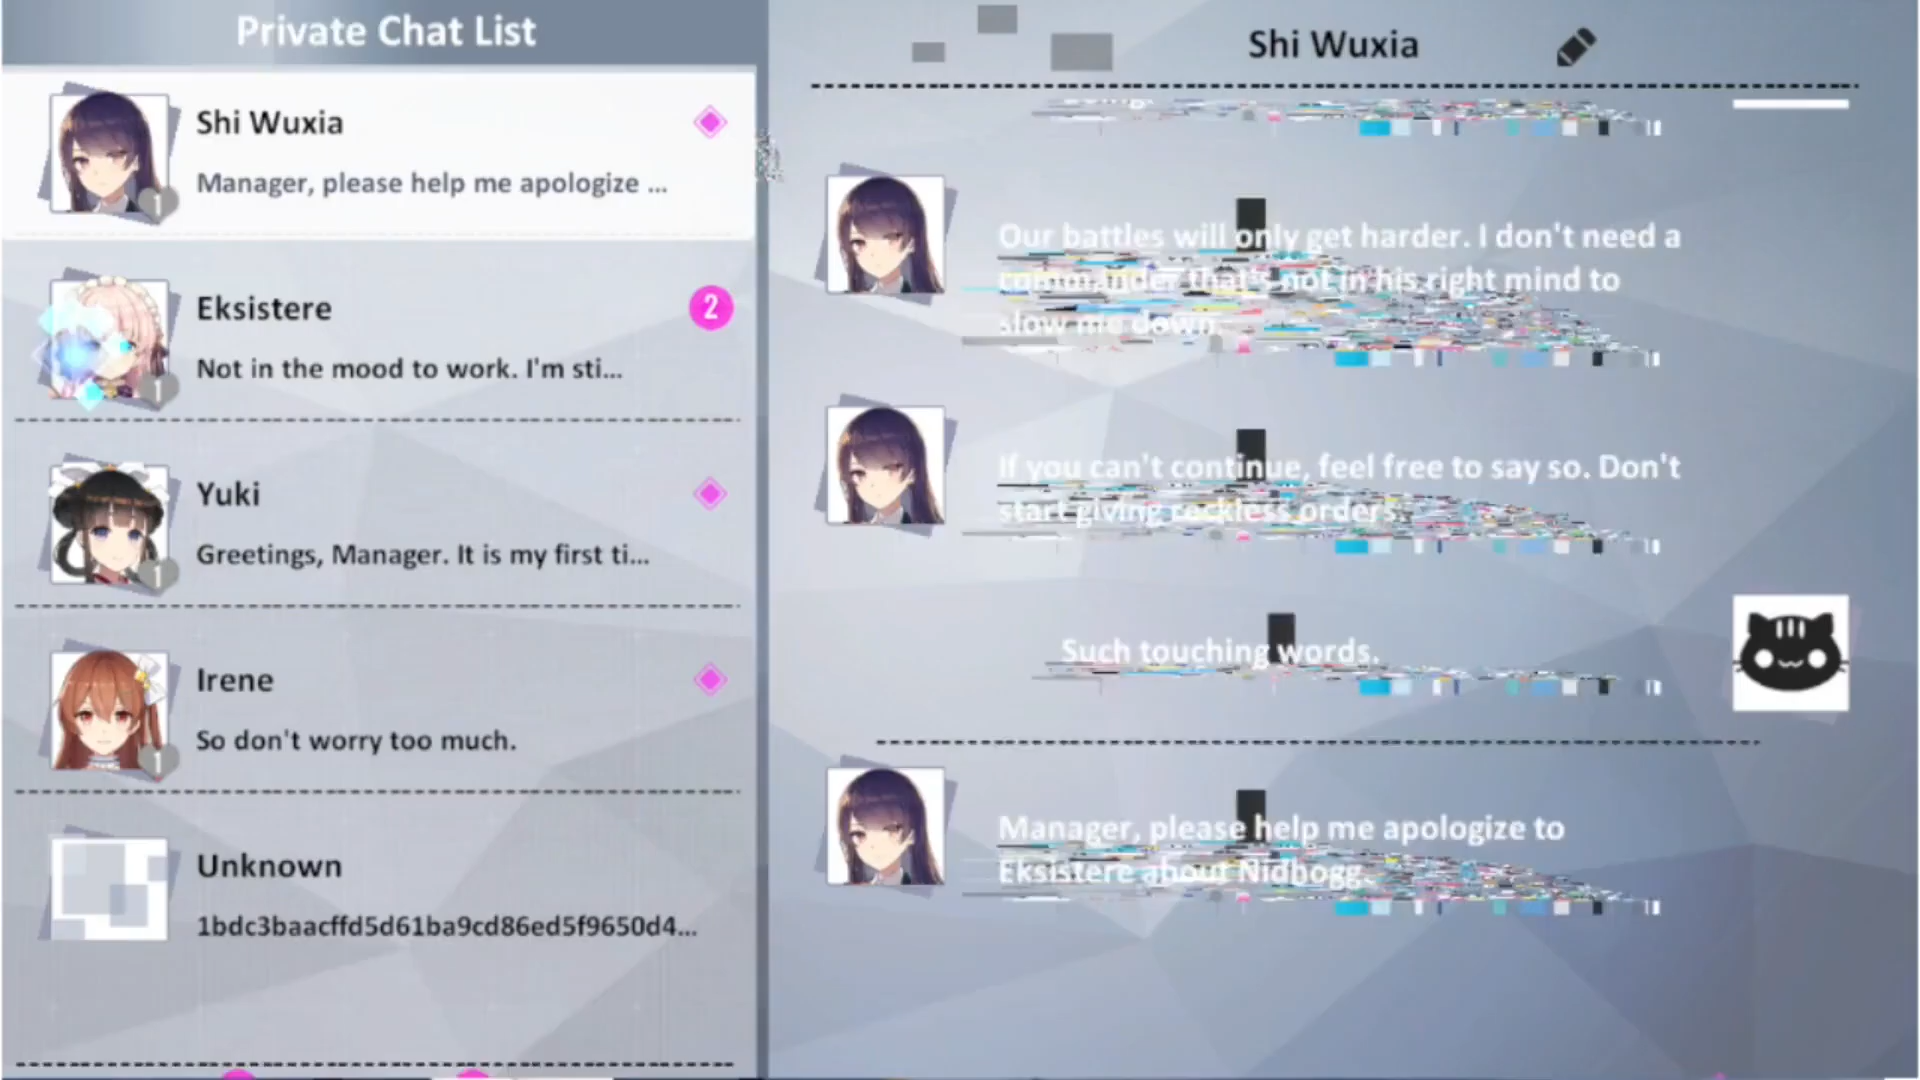 Private Chat List
Shi Wuxia
Manager, please help me apologize ...
1
Eksistere
2
Not in the mood to work. I'm sti...
1
Yuki
Greetings, Manager. It is my first ti...
1
Irene
So don't worry too much.
1
Unknown
1bdc3baacffd5d61ba9cd86ed5f9650d4...
Shi Wuxia
Our battles will only get harder. I don't need a
commander that's not in his right mind to
slow me down.
If you can't continue, feel free to say so. Don't
start giving reckless orders.
Such touching words.
Manager, please help me apologize to
Eksistere about Nidhogg.